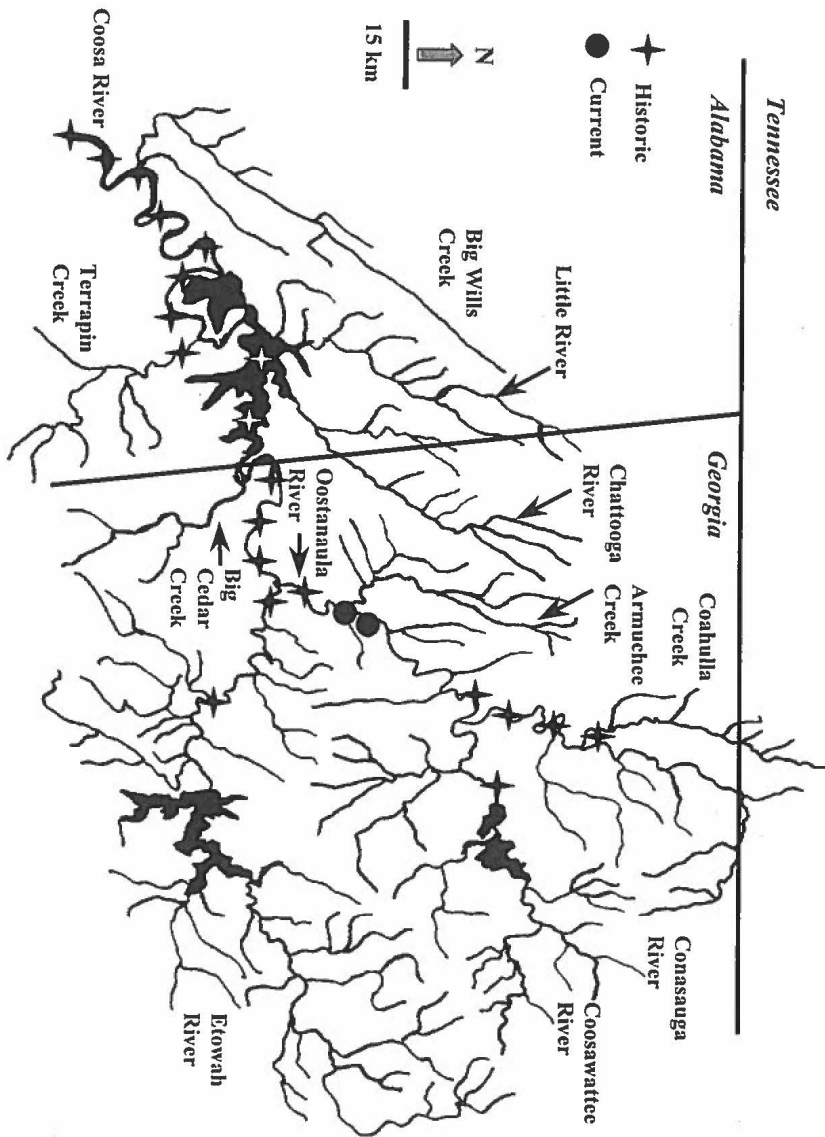 Tennessee
Alabama
Georgia
Historic
Current
N
15 km
Coosa River
Terrapin
Creek
Big Wills
Creek
Little River
Chattooga
River
Armuchee
Creek
Coahulla
Creek
Oostanaula
River
Big
Cedar
Creek
Conasauga
River
Coosawattee
River
Etowah
River